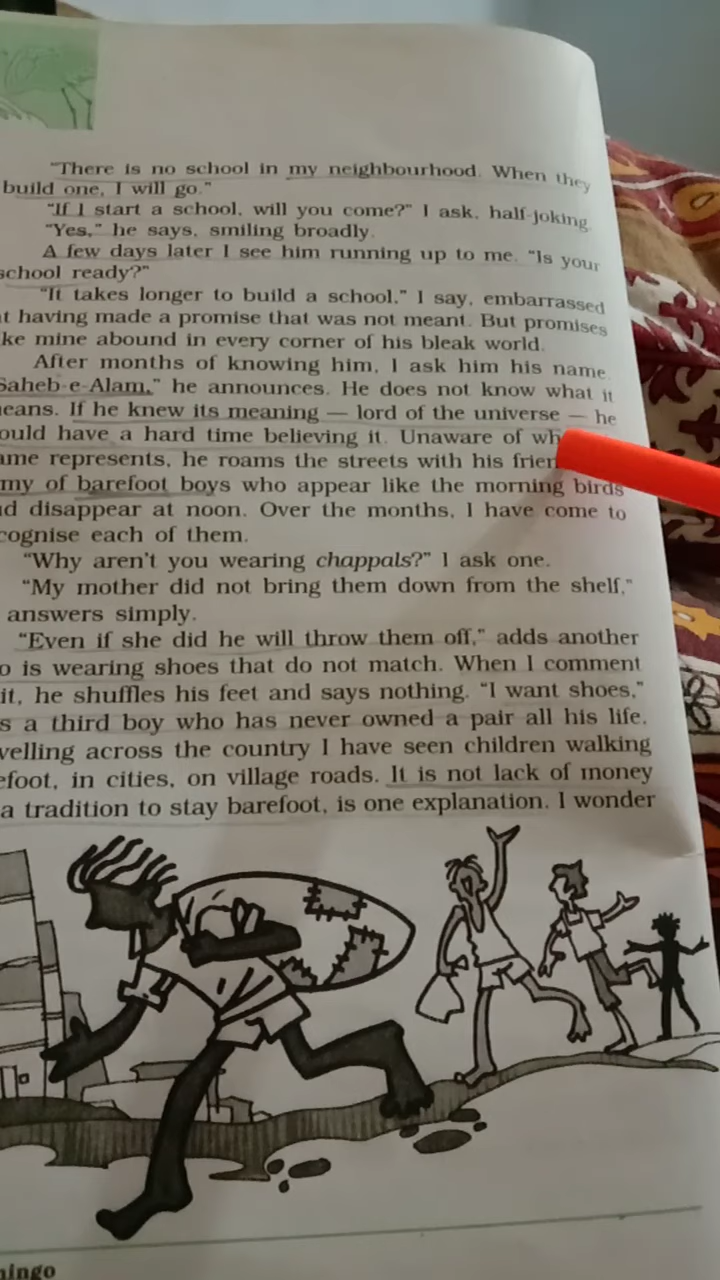 "There is no school in my neighbourhood. When they
build one, I will go."
"If I start a school, will you come?" I ask, half-joking.
"Yes," he says, smiling broadly.
A few days later I see him running up to me. "Is your
school ready?"
"It takes longer to build a school," I say, embarrassed
at having made a promise that was not meant. But promises
ke mine abound in every corner of his bleak world.
After months of knowing him, I ask him his name.
Saheb-e-Alam," he announces. He does not know what it
eans. If he knew its meaning — lord of the universe — he
ould have a hard time believing it. Unaware of wh
ame represents, he roams the streets with his frien
my of barefoot boys who appear like the morning birds
nd disappear at noon. Over the months, I have come to
cognise each of them.
"Why aren't you wearing chappals?" I ask one.
"My mother did not bring them down from the shelf,"
answers simply.
"Even if she did he will throw them off," adds another
o is wearing shoes that do not match. When I comment
it, he shuffles his feet and says nothing. "I want shoes,"
s a third boy who has never owned a pair all his life.
velling across the country I have seen children walking
efoot, in cities, on village roads. It is not lack of money
a tradition to stay barefoot, is one explanation. I wonder
mingo